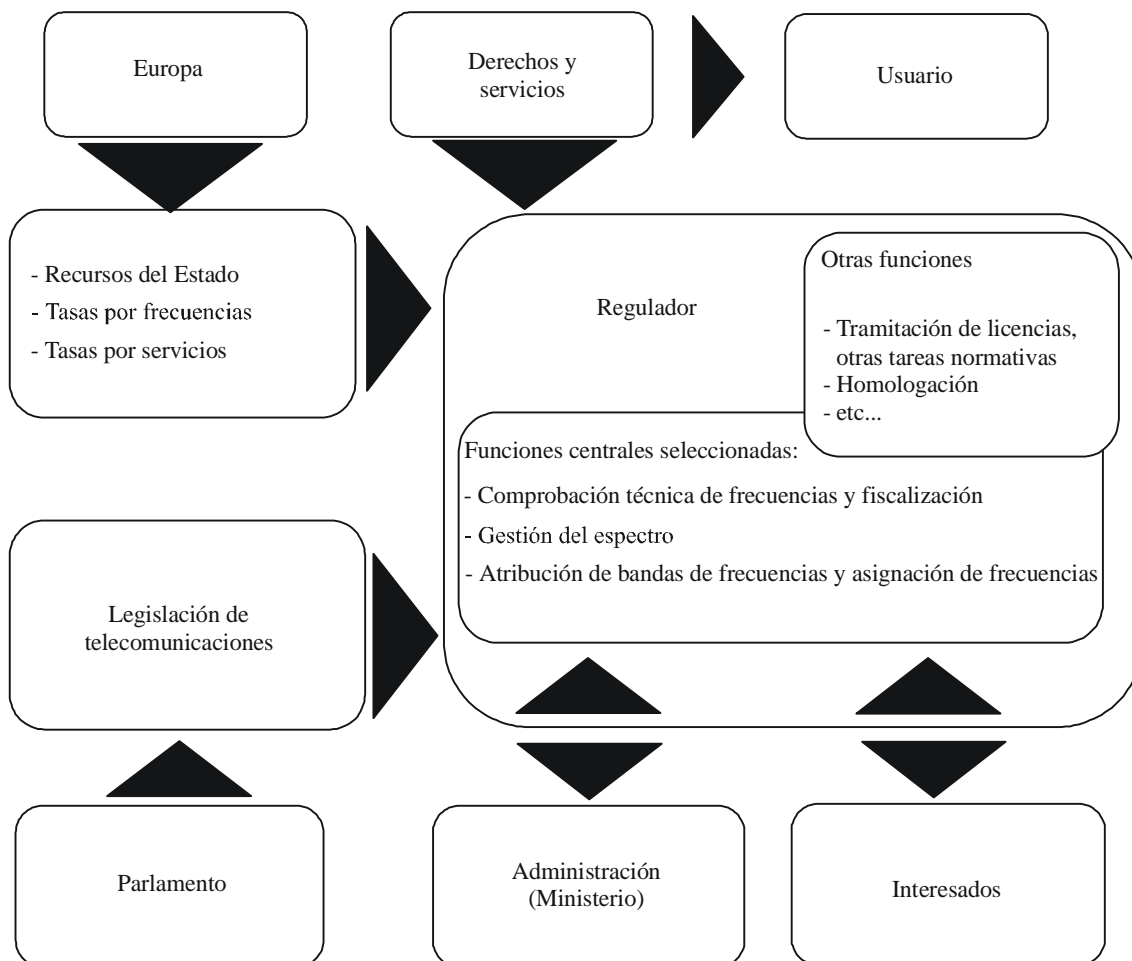 Europa
Derechos y
servicios
Usuario
- Recursos del Estado
- Tasas por frecuencias
- Tasas por servicios
Regulador
Otras funciones
- Tramitación de licencias,
otras tareas normativas
- Homologación
- etc...
Funciones centrales seleccionadas:
- Comprobación técnica de frecuencias y fiscalización
- Gestión del espectro
- Atribución de bandas de frecuencias y asignación de frecuencias
Legislación de
telecomunicaciones
Parlamento
Administración
(Ministerio)
Interesados